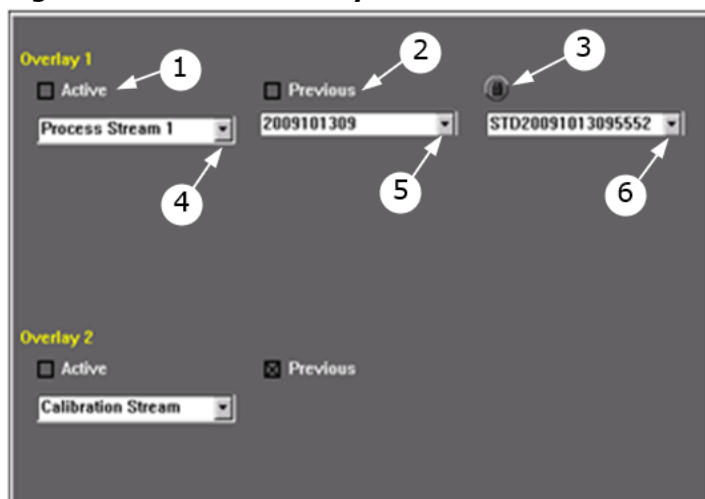 Overlay 1
1
2
3
Active
Previous
Process Stream 1
2009101309
STD20091013095552
4
5
6
Overlay 2
Active
Previous
Calibration Stream